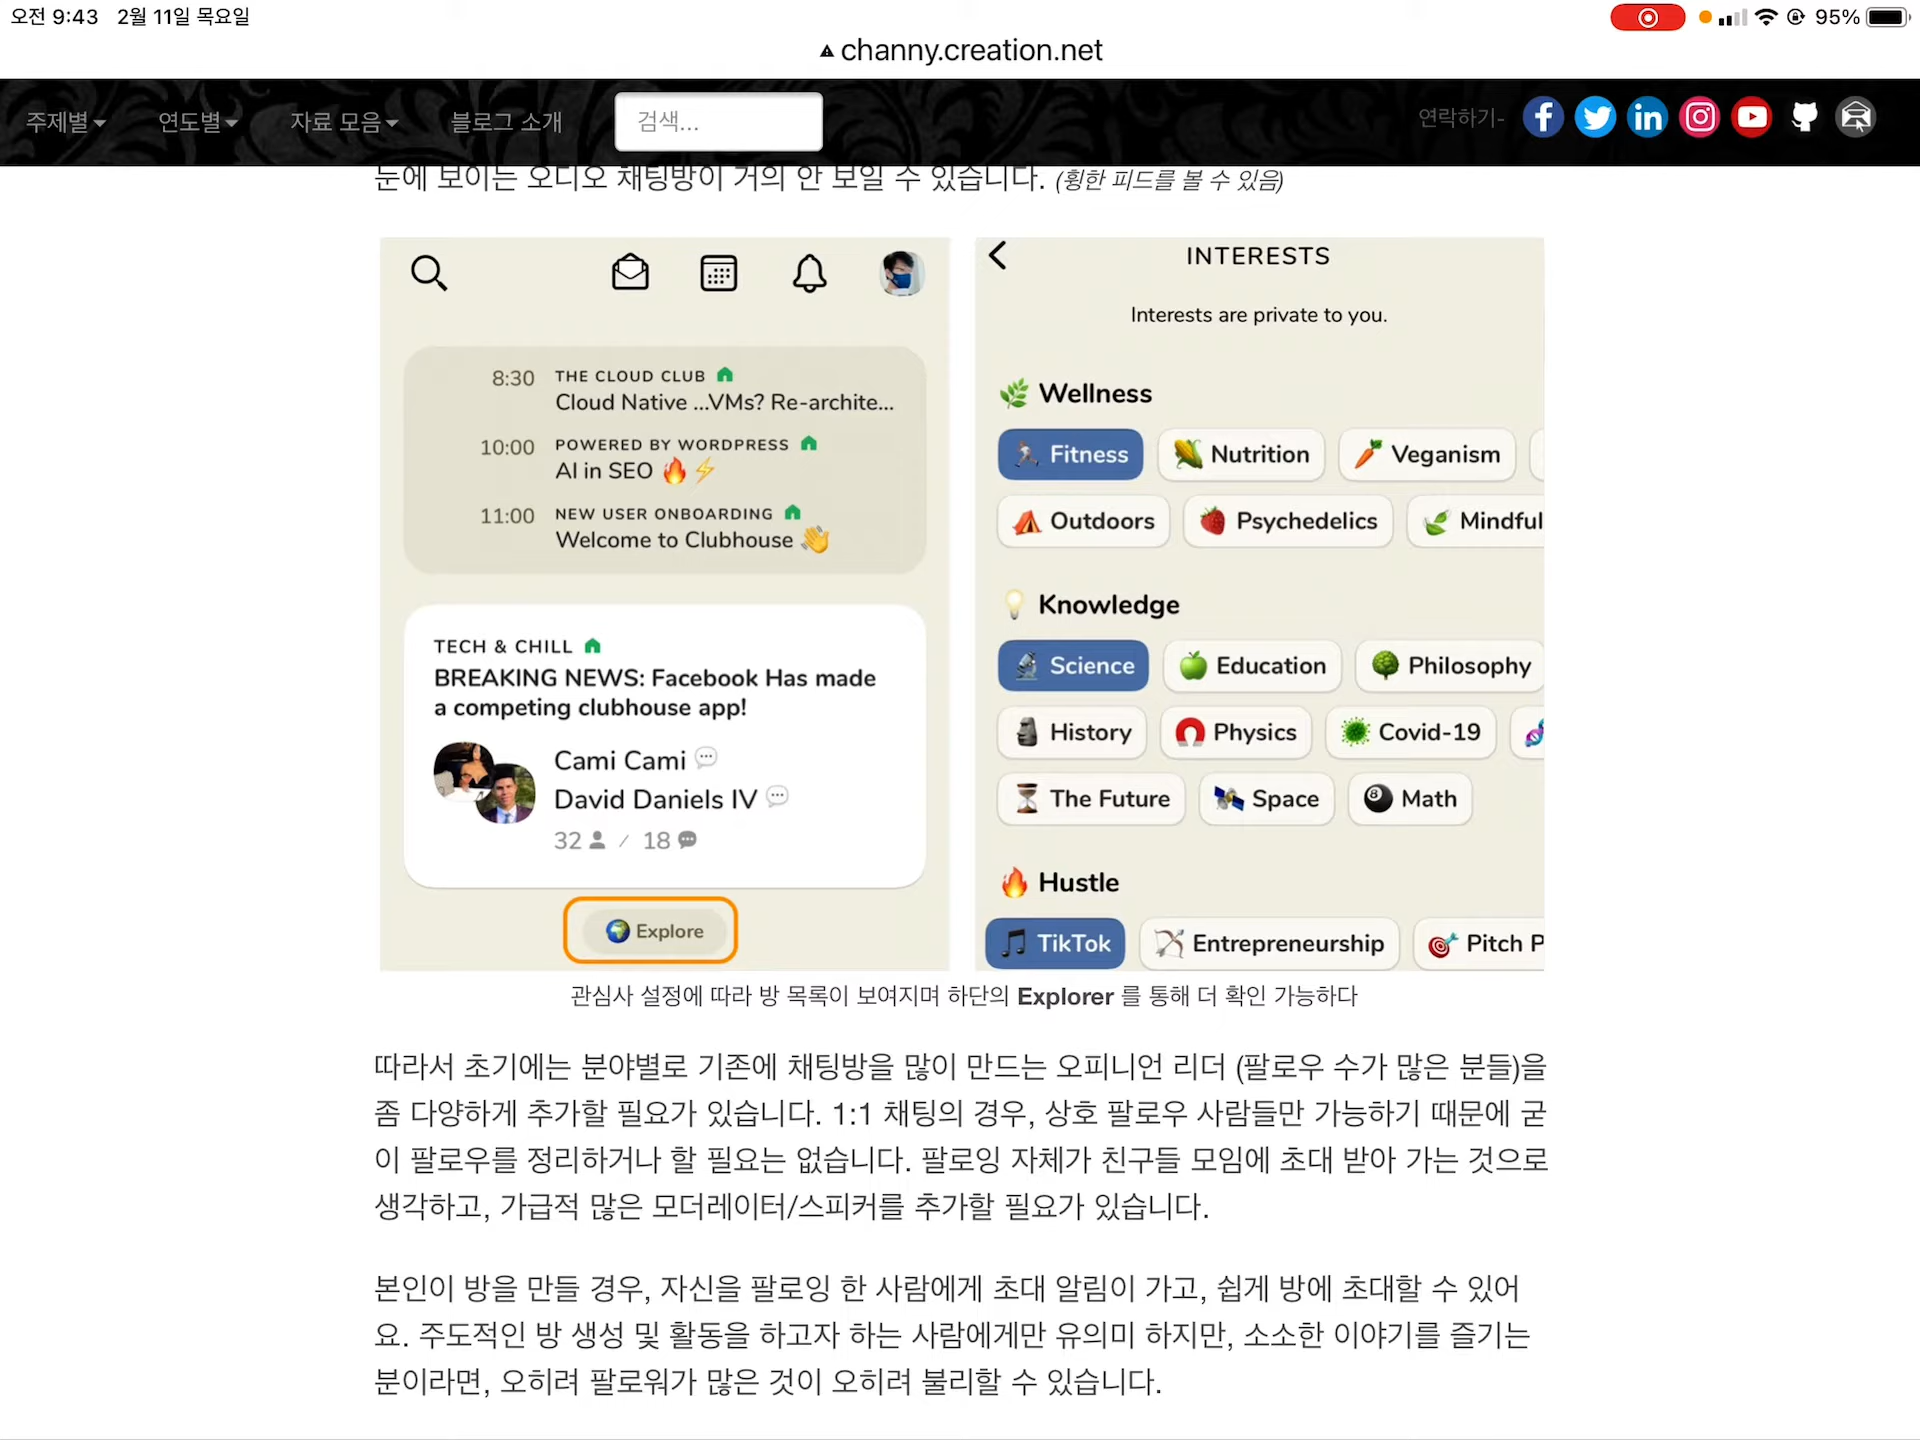 오전 9:43 2월 11일 목요일
95%
channy.creation.net
주제별 연도별 자료 모음 블로그 소개 검색... 연락하기-
눈에 보이는 오디오 채팅방이 거의 안 보일 수 있습니다. (휑한 피드를 볼 수 있음)
8:30 THE CLOUD CLUB
Cloud Native ...VMs? Re-archite...
10:00 POWERED BY WORDPRESS
AI in SEO 🔥⚡
11:00 NEW USER ONBOARDING
Welcome to Clubhouse 👋
TECH & CHILL
BREAKING NEWS: Facebook Has made
a competing clubhouse app!
Cami Cami
David Daniels IV
32 / 18
Explore
INTERESTS
Interests are private to you.
Wellness
Fitness Nutrition Veganism
Outdoors Psychedelics Mindful
Knowledge
Science Education Philosophy
History Physics Covid-19
The Future Space Math
Hustle
TikTok Entrepreneurship Pitch P
관심사 설정에 따라 방 목록이 보여지며 하단의 Explorer 를 통해 더 확인 가능하다
따라서 초기에는 분야별로 기존에 채팅방을 많이 만드는 오피니언 리더 (팔로우 수가 많은 분들)을
좀 다양하게 추가할 필요가 있습니다. 1:1 채팅의 경우, 상호 팔로우 사람들만 가능하기 때문에 굳
이 팔로우를 정리하거나 할 필요는 없습니다. 팔로잉 자체가 친구들 모임에 초대 받아 가는 것으로
생각하고, 가급적 많은 모더레이터/스피커를 추가할 필요가 있습니다.
본인이 방을 만들 경우, 자신을 팔로잉 한 사람에게 초대 알림이 가고, 쉽게 방에 초대할 수 있어
요. 주도적인 방 생성 및 활동을 하고자 하는 사람에게만 유의미 하지만, 소소한 이야기를 즐기는
분이라면, 오히려 팔로워가 많은 것이 오히려 불리할 수 있습니다.